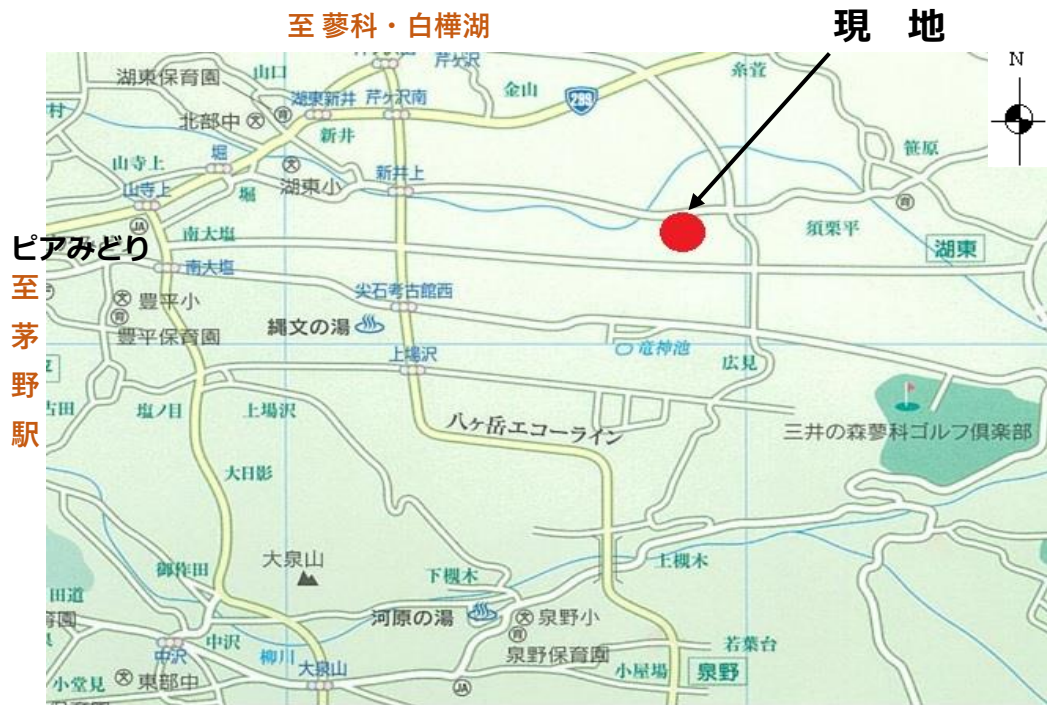 至 蓼科・白樺湖
現 地
N
湖東保育園
山口
芹ケ沢
金山
糸萱
299
湖東新井
芹ケ沢南
北部中
新井
山寺上
堀
湖東小
新井上
笹原
山寺上
堀
JA
南大塩
須栗平
湖東
ピアみどり
南大塩
至
茅
野
駅
豊平小
豊平保育園
尖石考古館西
縄文の湯
竜神池
上場沢
広見
古田
塩ノ目
上場沢
八ヶ岳エコーライン
三井の森蓼科ゴルフ倶楽部
大日影
大泉山
御作田
下槻木
上槻木
田道
河原の湯
泉野小
中沢
中沢
柳川
大泉山
泉野保育園
若葉台
小屋場
泉野
小堂見
東部中
JA